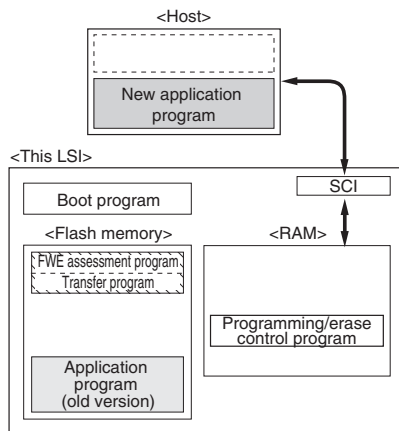 <Host>
New application
program
<This LSI>
SCI
Boot program
<Flash memory>
<RAM>
FWE assessment program
Transfer program
Programming/erase
control program
Application
program
(old version)